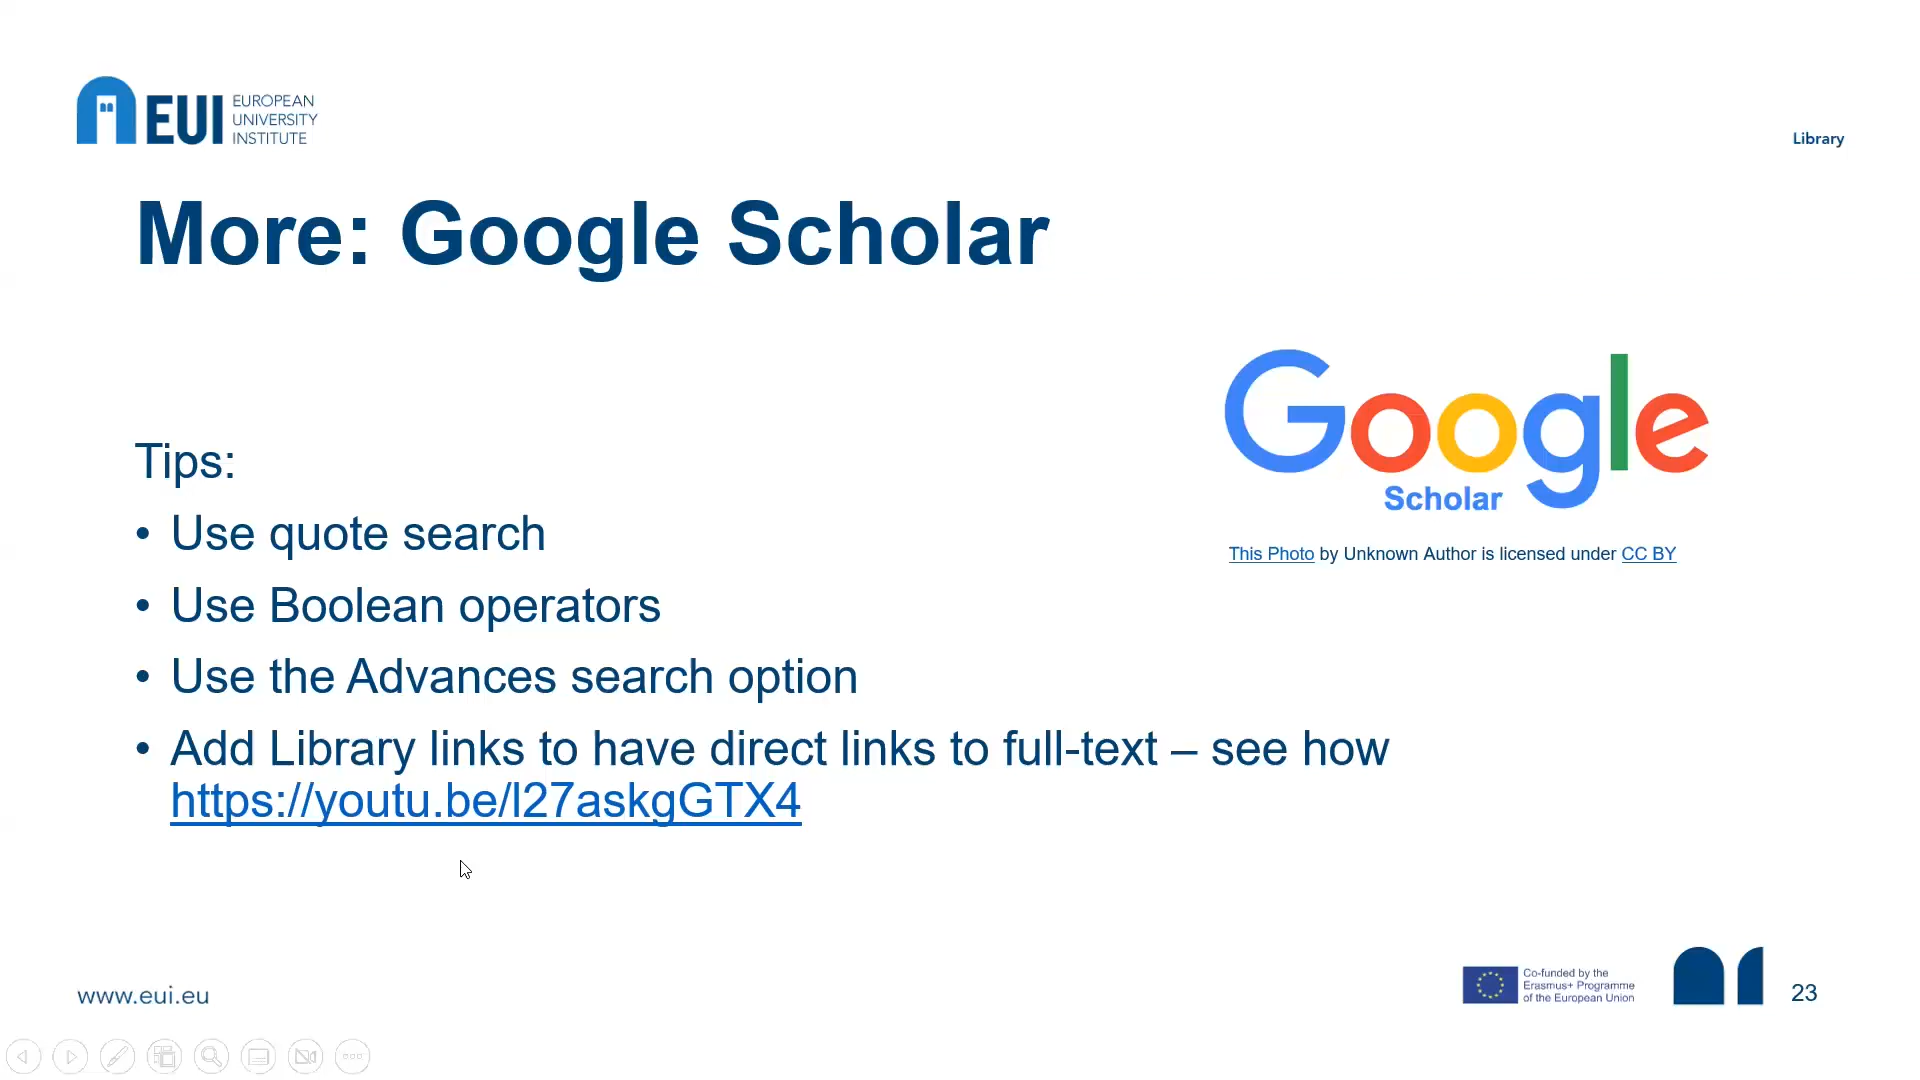 EUI
EUROPEAN
UNIVERSITY
INSTITUTE
Library
More: Google Scholar
Google
Scholar
This Photo by Unknown Author is licensed under CC BY
Tips:
• Use quote search
• Use Boolean operators
• Use the Advances search option
• Add Library links to have direct links to full-text – see how
https://youtu.be/l27askgGTX4
www.eui.eu
Co-funded by the
Erasmus+ Programme
of the European Union
23